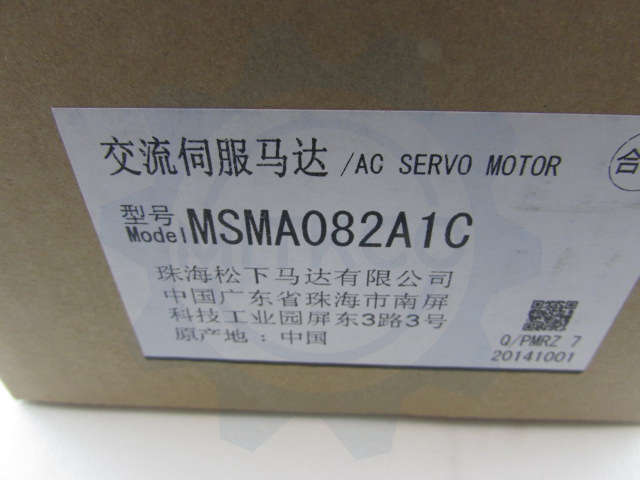 交流伺服马达 /AC SERVO MOTOR
合
型号
Model MSMA082A1C
珠海松下马达有限公司
中国广东省珠海市南屏
科技工业园屏东3路3号
原产地：中国
Q/PMRZ 7
20141001